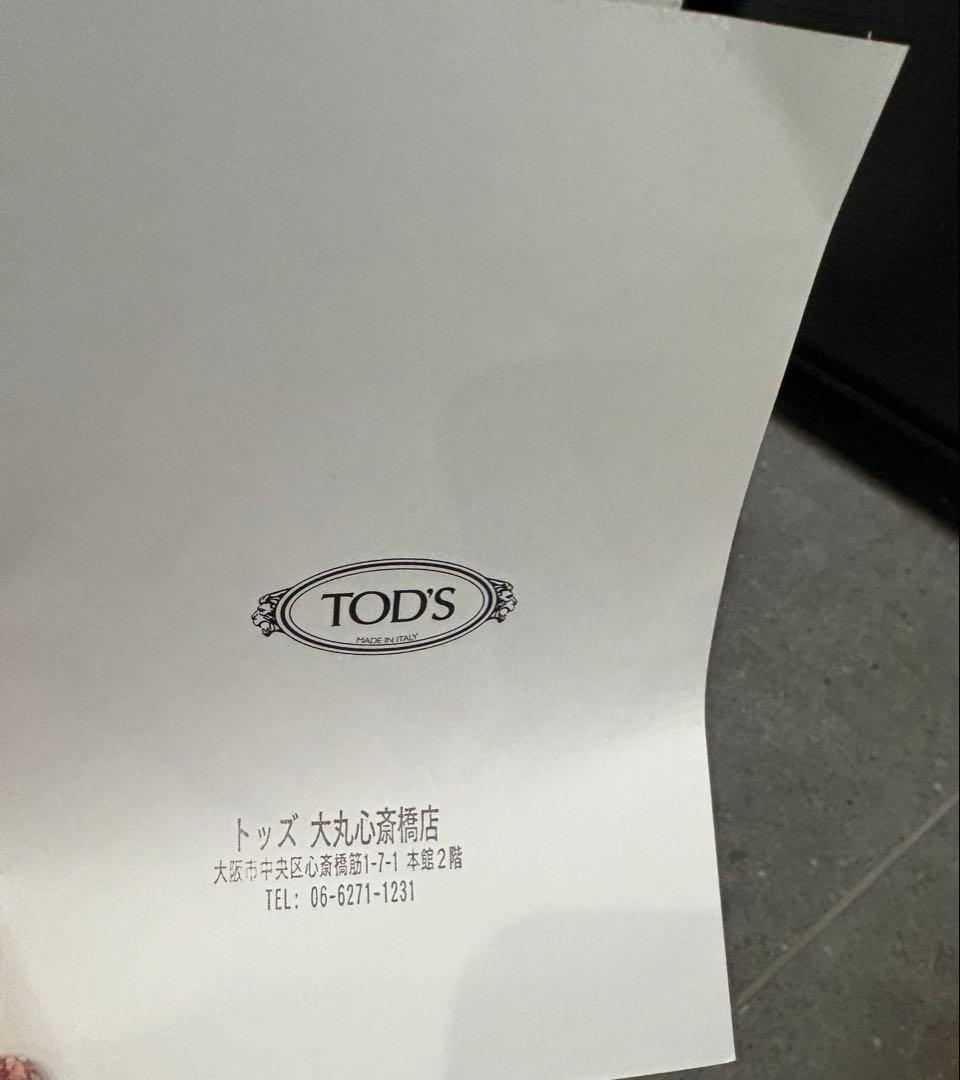 TOD'S
MADE IN ITALY
トッズ 大丸心斎橋店
大阪市中央区心斎橋筋1-7-1 本館2階
TEL: 06-6271-1231